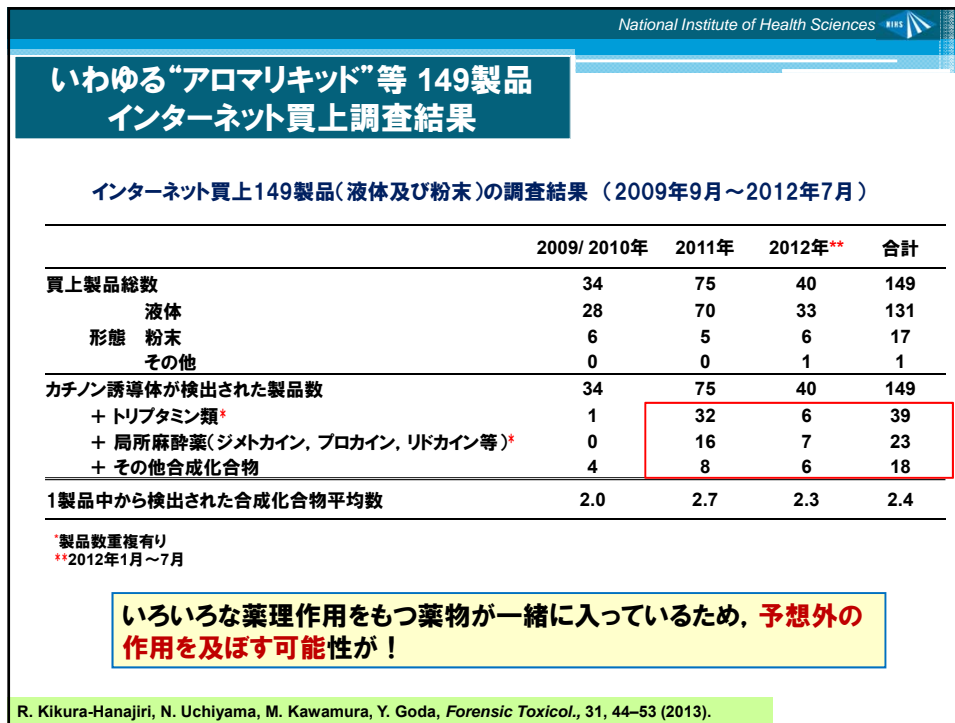 National Institute of Health Sciences NIHS
いわゆる“アロマリキッド”等 149製品
インターネット買上調査結果
インターネット買上149製品（液体及び粉末）の調査結果 （2009年9月～2012年7月）
2009/ 2010年 2011年 2012年** 合計
買上製品総数 34 75 40 149
液体 28 70 33 131
形態 粉末 6 5 6 17
その他 0 0 1 1
カチノン誘導体が検出された製品数 34 75 40 149
＋ トリプタミン類* 1 32 6 39
＋ 局所麻酔薬（ジメトカイン，プロカイン，リドカイン等）* 0 16 7 23
＋ その他合成化合物 4 8 6 18
1製品中から検出された合成化合物平均数 2.0 2.7 2.3 2.4
*製品数重複有り
**2012年1月～7月
いろいろな薬理作用をもつ薬物が一緒に入っているため，予想外の
作用を及ぼす可能性が！
R. Kikura-Hanajiri, N. Uchiyama, M. Kawamura, Y. Goda, Forensic Toxicol., 31, 44–53 (2013).